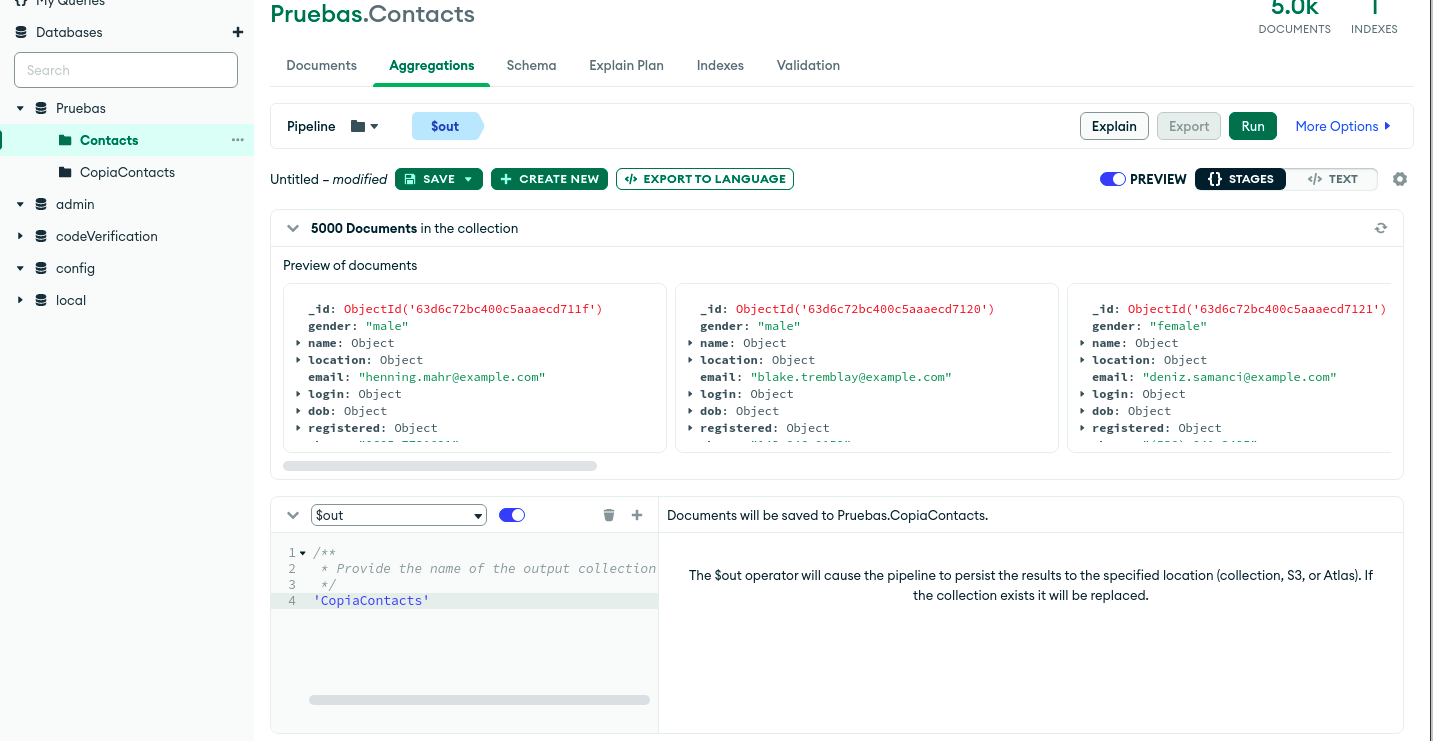 My Queries
Databases
Search
Pruebas
Contacts
CopiaContacts
admin
codeVerification
config
local
Pruebas.Contacts
5.0k
DOCUMENTS
1
INDEXES
Documents Aggregations Schema Explain Plan Indexes Validation
Pipeline $out Explain Export Run More Options
Untitled – modified SAVE + CREATE NEW </> EXPORT TO LANGUAGE PREVIEW {} STAGES </> TEXT
5000 Documents in the collection
Preview of documents
_id: ObjectId('63d6c72bc400c5aaaecd711f')
gender: "male"
name: Object
location: Object
email: "henning.mahr@example.com"
login: Object
dob: Object
registered: Object
_id: ObjectId('63d6c72bc400c5aaaecd7120')
gender: "male"
name: Object
location: Object
email: "blake.tremblay@example.com"
login: Object
dob: Object
registered: Object
_id: ObjectId('63d6c72bc400c5aaaecd7121')
gender: "female"
name: Object
location: Object
email: "deniz.samanci@example.com"
login: Object
dob: Object
registered: Object
$out
1 /**
2 * Provide the name of the output collection
3 */
4 'CopiaContacts'
Documents will be saved to Pruebas.CopiaContacts.
The $out operator will cause the pipeline to persist the results to the specified location (collection, S3, or Atlas). If
the collection exists it will be replaced.